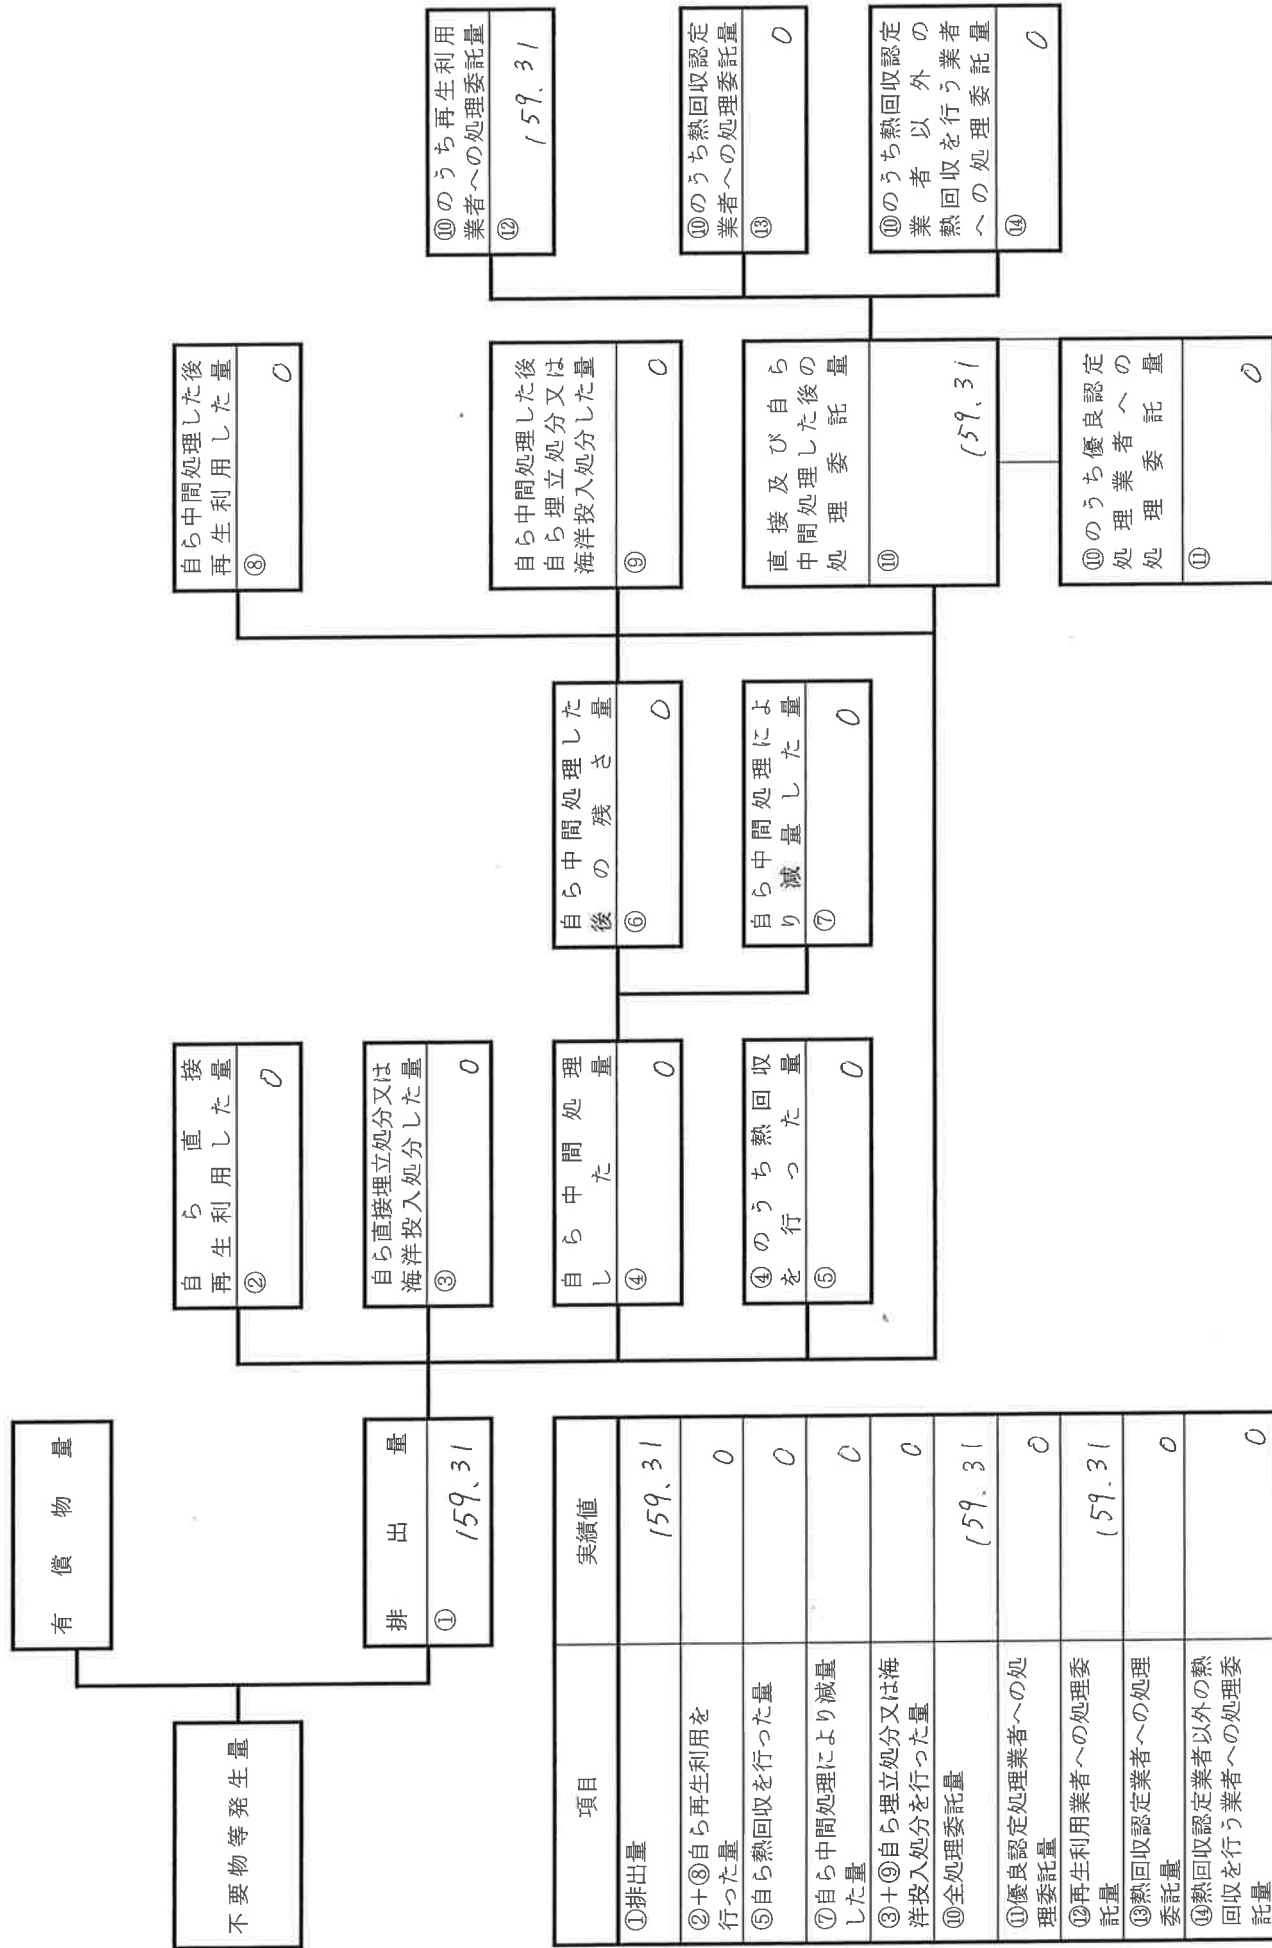 有償物量
不要物等発生量
排出量
① 159.31
自ら直接
再生利用した量
② 0
自ら直接埋立処分又は
海洋投入処分した量
③ 0
自ら中間処理
した量
④ 0
④のうち熱回収
を行った量
⑤ 0
自ら中間処理した
後の残さ量
⑥ 0
自ら中間処理によ
り減量した量
⑦ 0
自ら中間処理した後
再生利用した量
⑧ 0
自ら中間処理した後
自ら埋立処分又は
海洋投入処分した量
⑨ 0
直接及び自ら
中間処理した後の
処理委託量
⑩ 159.31
⑩のうち優良認定
処理業者への
処理委託量
⑪ 0
⑩のうち再生利用
業者への処理委託量
⑫ 159.31
⑩のうち熱回収認定
業者への処理委託量
⑬ 0
⑩のうち熱回収認定
業者以外の
熱回収を行う業者
への処理委託量
⑭ 0
項目 実績値
①排出量 159.31
②+⑧自ら再生利用を
行った量 0
⑤自ら熱回収を行った量 0
⑦自ら中間処理により減量
した量 0
③+⑨自ら埋立処分又は海
洋投入処分を行った量 0
⑩全処理委託量 159.31
⑪優良認定処理業者への処
理委託量 0
⑫再生利用業者への処理委
託量 159.31
⑬熱回収認定業者への処理
委託量 0
⑭熱回収認定業者以外の熱
回収を行う業者への処理委
託量 0